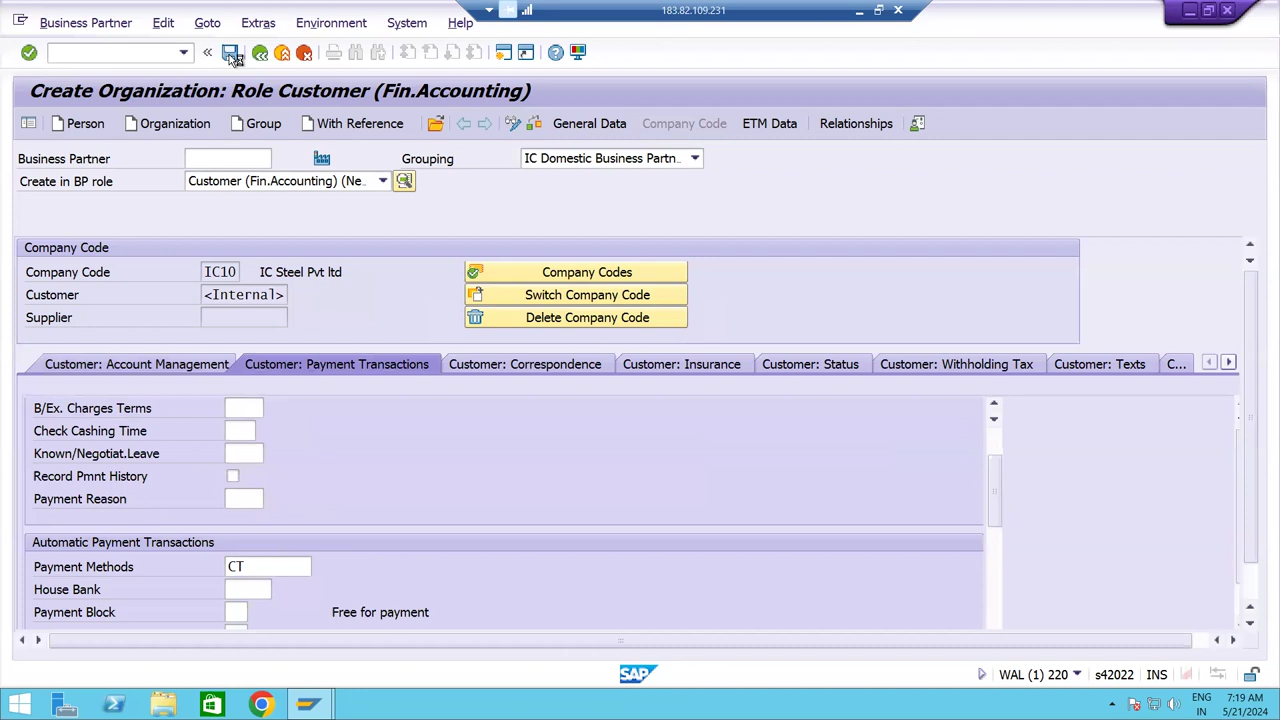 183.82.109.231
Business Partner Edit Goto Extras Environment System Help
Create Organization: Role Customer (Fin.Accounting)
Person Organization Group With Reference General Data Company Code ETM Data Relationships
Business Partner Grouping IC Domestic Business Partn..
Create in BP role Customer (Fin.Accounting) (Ne..
Company Code
Company Code IC10 IC Steel Pvt ltd Company Codes
Customer <Internal> Switch Company Code
Supplier Delete Company Code
Customer: Account Management Customer: Payment Transactions Customer: Correspondence Customer: Insurance Customer: Status Customer: Withholding Tax Customer: Texts C...
B/Ex. Charges Terms
Check Cashing Time
Known/Negotiat.Leave
Record Pmnt History
Payment Reason
Automatic Payment Transactions
Payment Methods CT
House Bank
Payment Block Free for payment
SAP WAL (1) 220 s42022 INS
ENG 7:19 AM
IN 5/21/2024